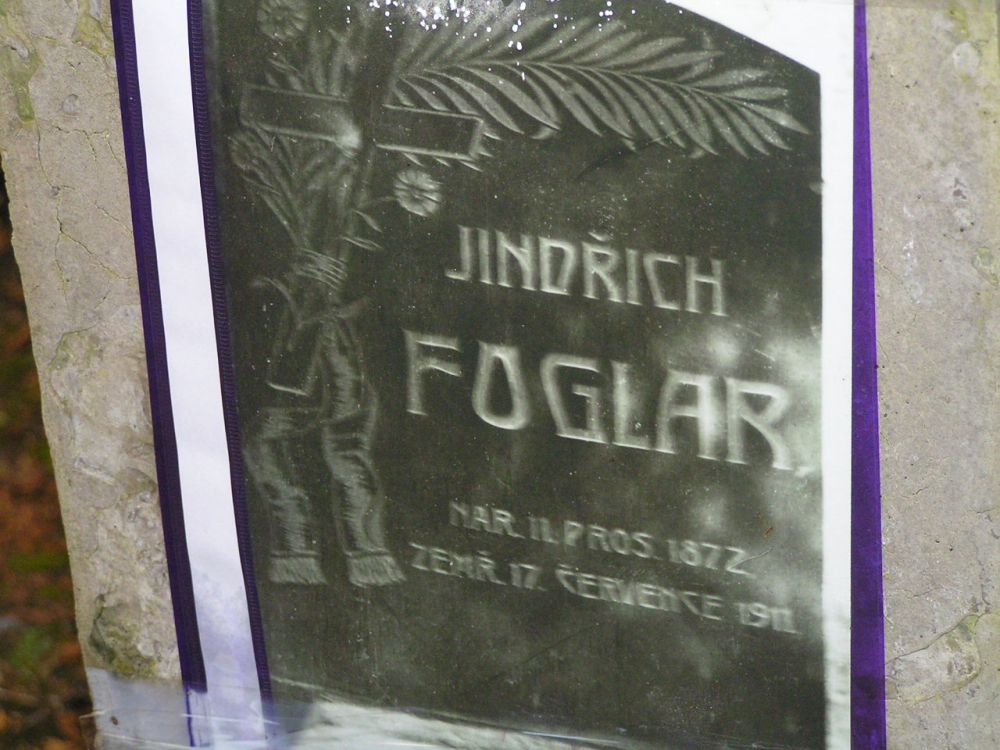 JINDŘICH
FOGLAR,
NAR. 11. PROS. 1872
ZEMŘ. 17. ČERVENCE 1911